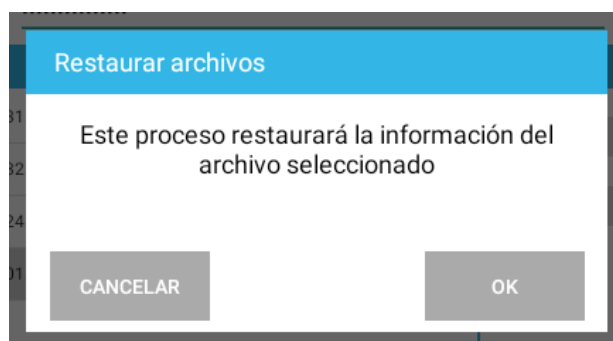 Restaurar archivos
Este proceso restaurará la información del
archivo seleccionado
CANCELAR
OK